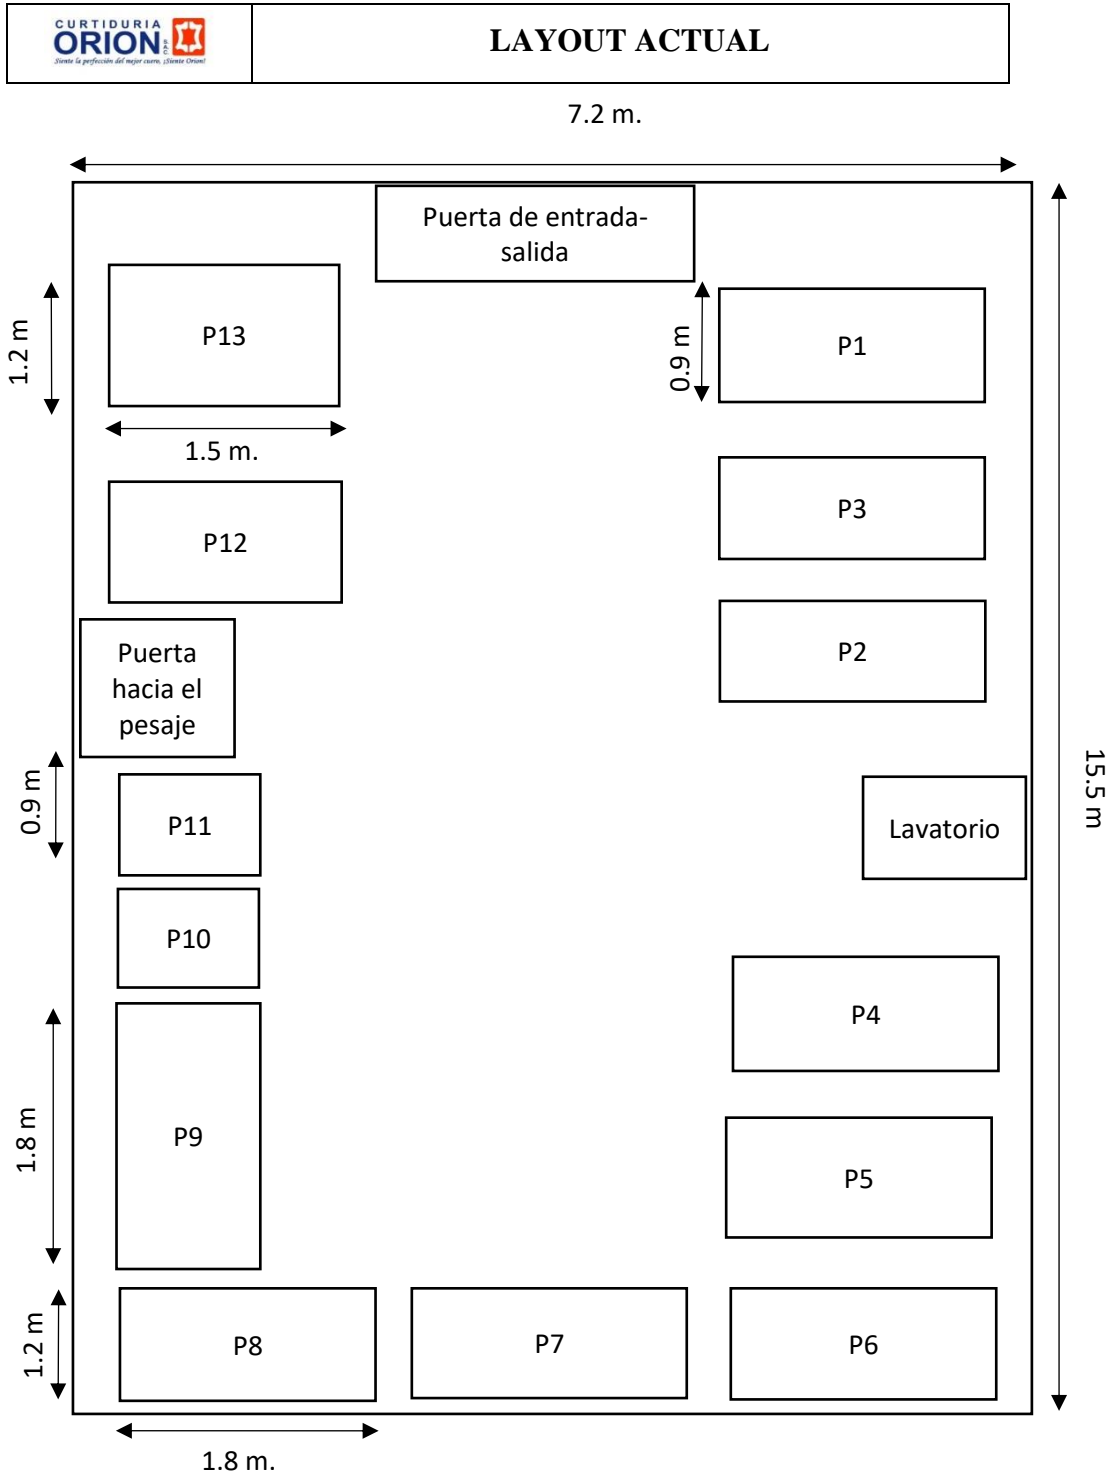 CURTIDURIA
ORION S.A.C.
Siente la perfección del mejor cuero, ¡Siente Orion!
LAYOUT ACTUAL
7.2 m.
Puerta de entrada-
salida
P13
1.2 m
1.5 m.
P1
0.9 m
P3
P12
P2
Puerta
hacia el
pesaje
0.9 m
15.5 m
P11
Lavatorio
P10
P4
P9
1.8 m
P5
P8
1.2 m
P7
P6
1.8 m.